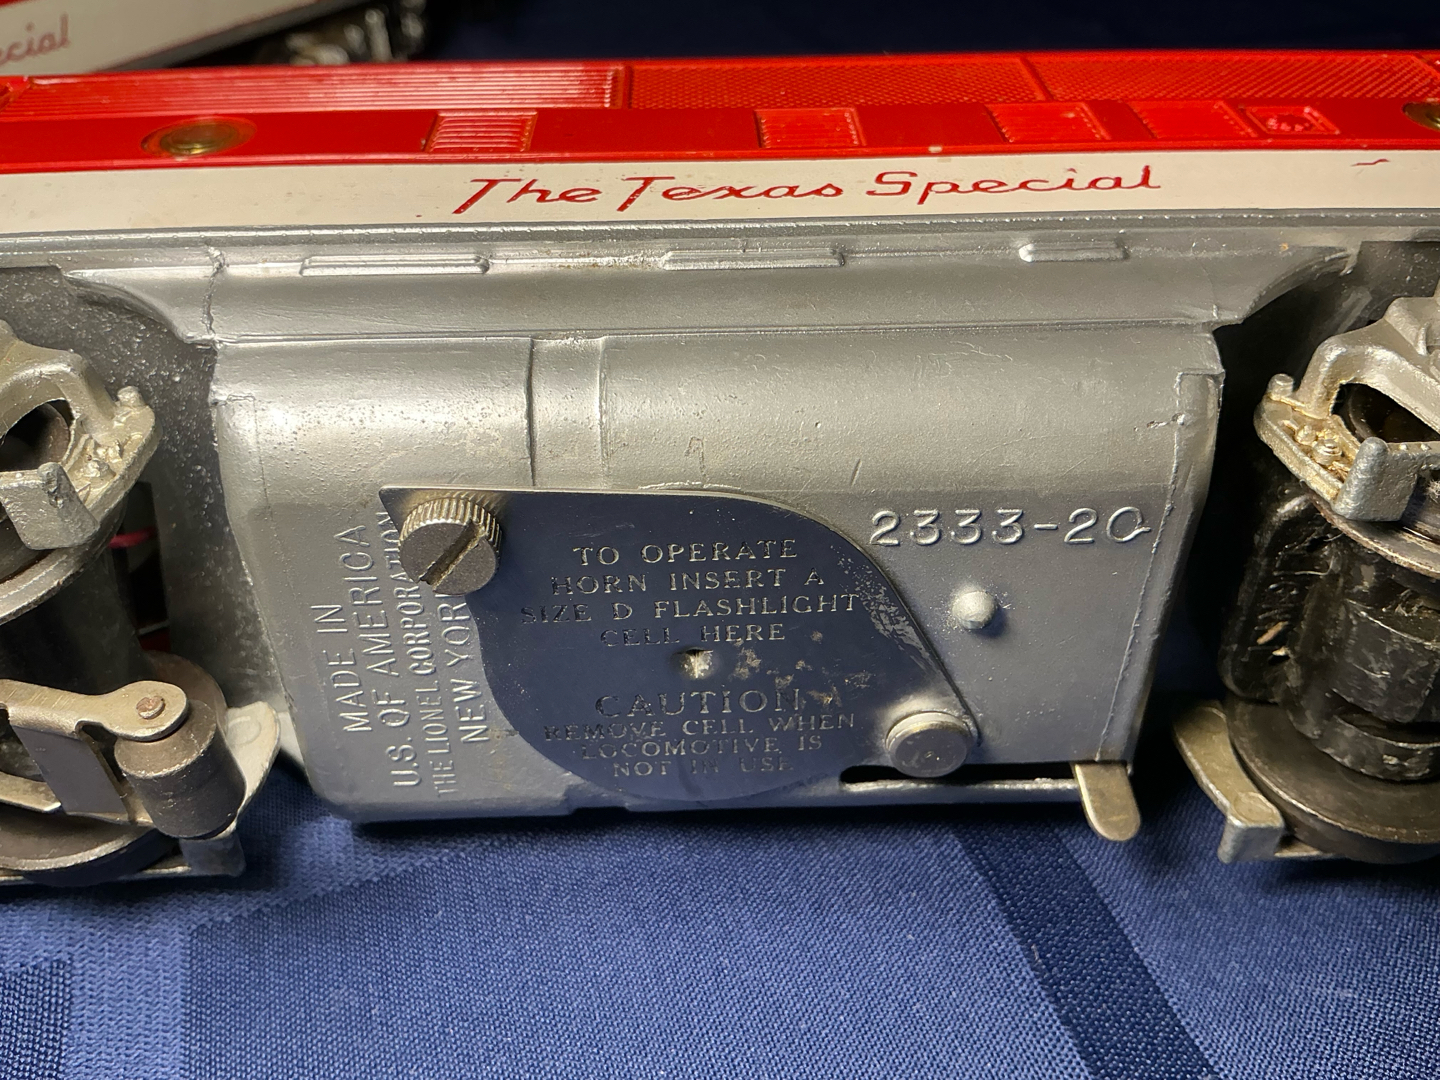 ecial
The Texas Special
2333-20
TO OPERATE
HORN INSERT A
SIZE D FLASHLIGHT
CELL HERE
CAUTION
REMOVE CELL WHEN
LOCOMOTIVE IS
NOT IN USE
MADE IN
U.S. OF AMERICA
THE LIONEL CORPORATION
NEW YORK